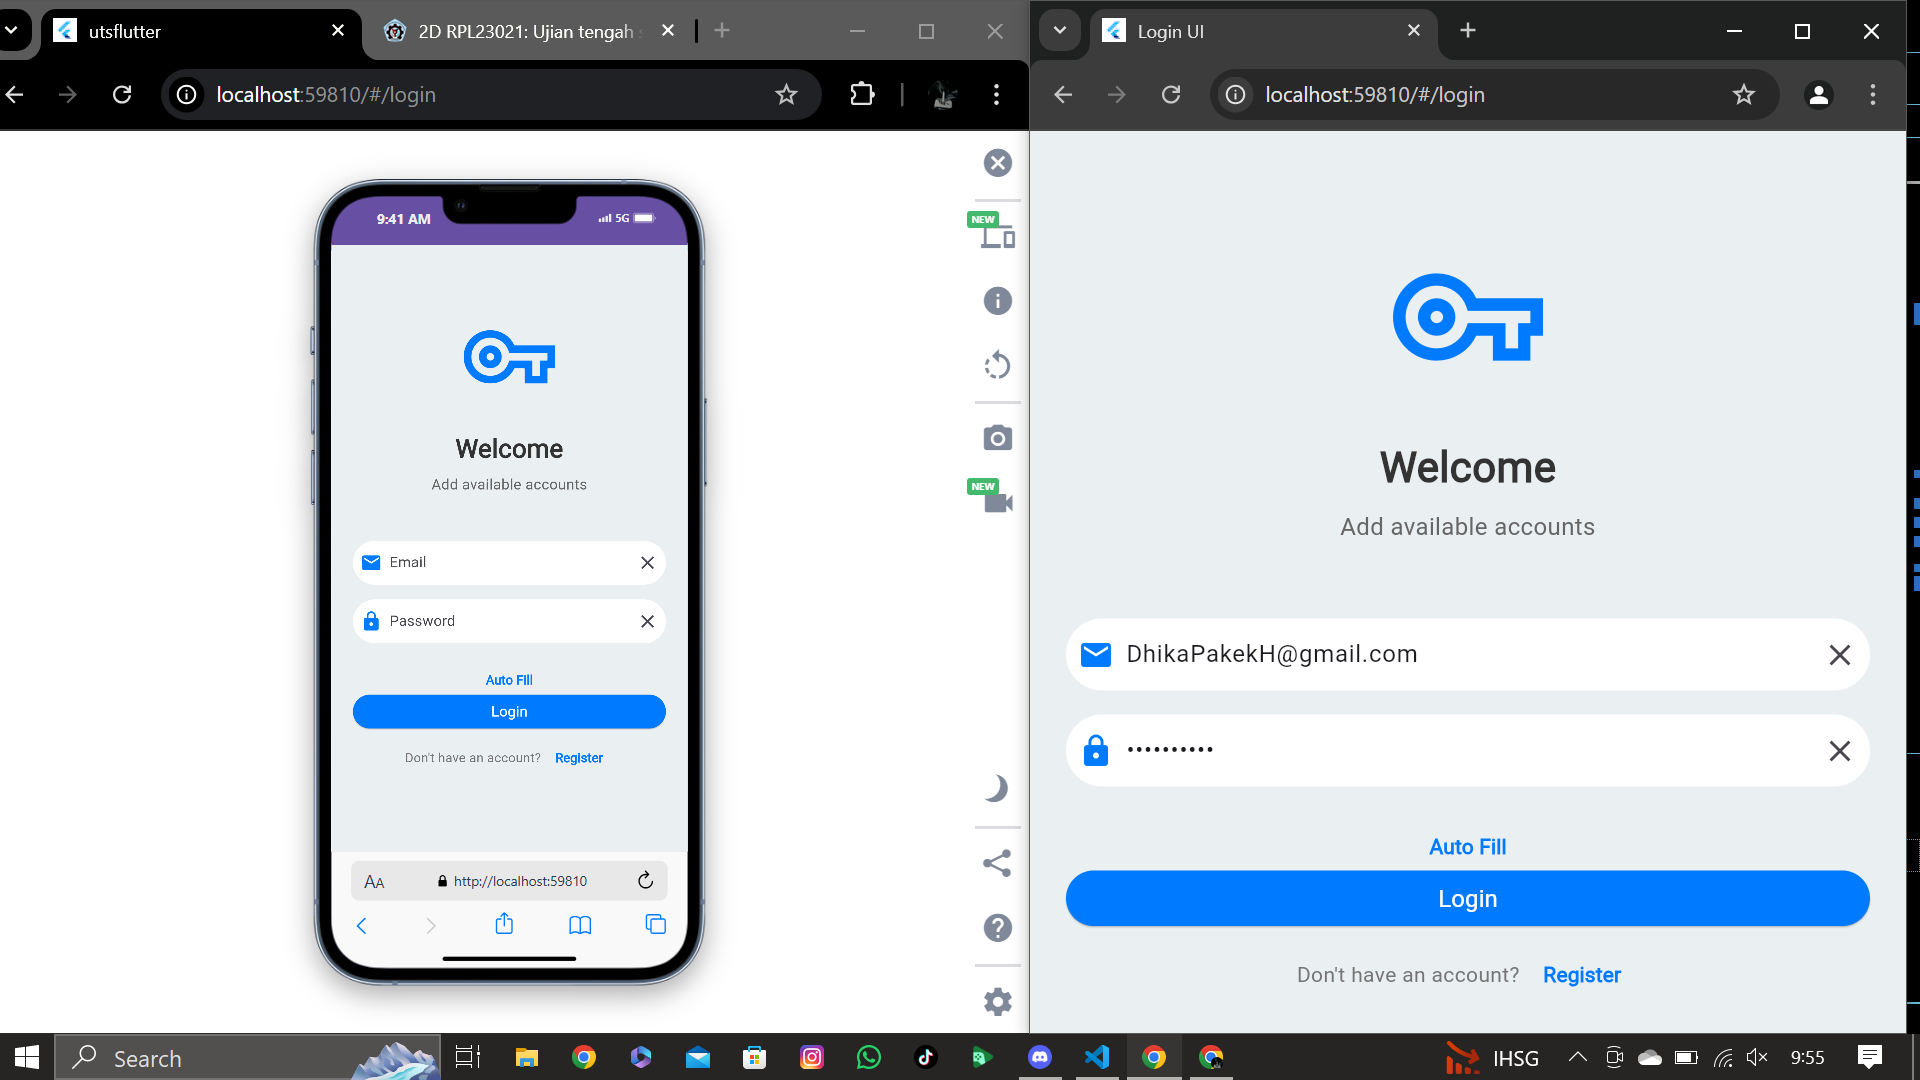 utsflutter
2D RPL23021: Ujian tengah
localhost:59810/#/login
9:41 AM
5G
Welcome
Add available accounts
Email
Password
Auto Fill
Login
Don't have an account? Register
AA
http://localhost:59810
NEW
NEW
Login UI
localhost:59810/#/login
Welcome
Add available accounts
DhikaPakekH@gmail.com
••••••••••
Auto Fill
Login
Don't have an account? Register
Search
IHSG
9:55